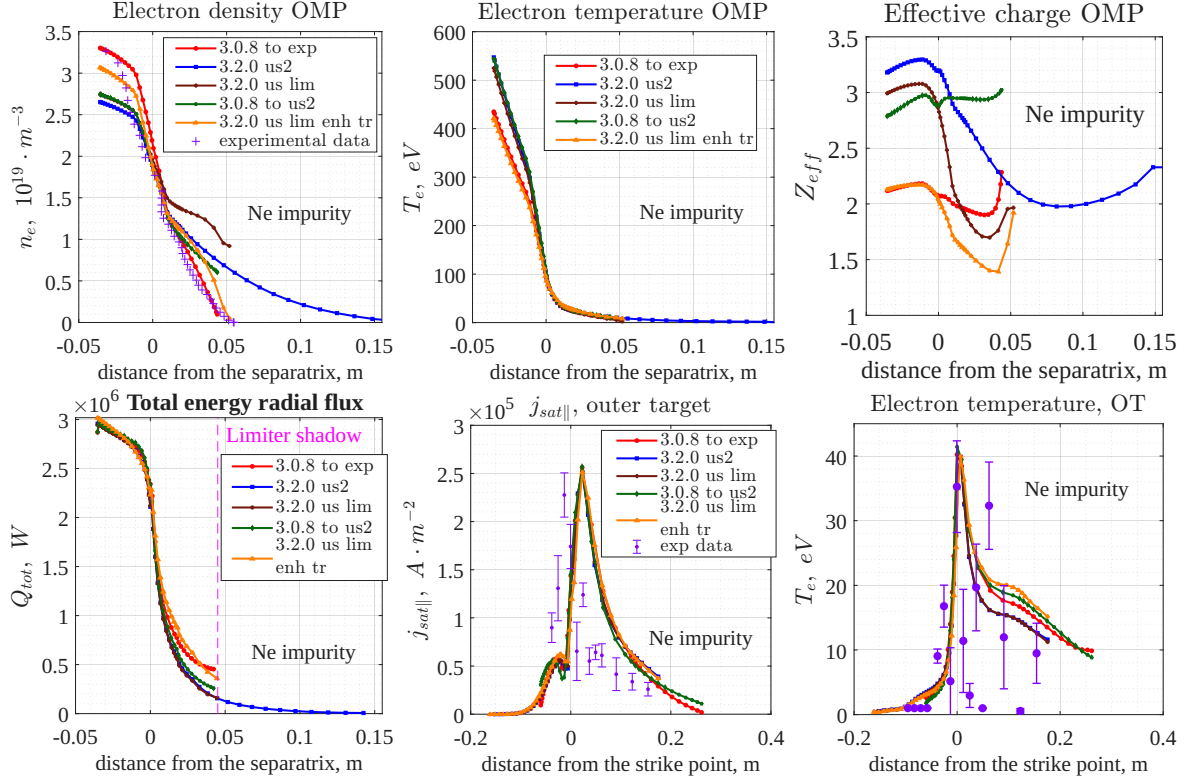 Electron density OMP
3.5
3
2.5
2
1.5
1
0.5
0
n_e, 10^19 · m^−3
3.0.8 to exp
3.2.0 us2
3.2.0 us lim
3.0.8 to us2
3.2.0 us lim enh tr
experimental data
Ne impurity
-0.05 0 0.05 0.1 0.15
distance from the separatrix, m
Electron temperature OMP
600
500
400
300
200
100
0
T_e, eV
3.0.8 to exp
3.2.0 us2
3.2.0 us lim
3.0.8 to us2
3.2.0 us lim enh tr
Ne impurity
-0.05 0 0.05 0.1 0.15
distance from the separatrix, m
Effective charge OMP
3.5
3
2.5
2
1.5
1
Z_eff
Ne impurity
-0.05 0 0.05 0.1 0.15
distance from the separatrix, m
×10^6 Total energy radial flux
3
2.5
2
1.5
1
0.5
0
Q_tot, W
Limiter shadow
3.0.8 to exp
3.2.0 us2
3.2.0 us lim
3.0.8 to us2
3.2.0 us lim
enh tr
Ne impurity
-0.05 0 0.05 0.1 0.15
distance from the separatrix, m
×10^5 j_sat∥, outer target
3
2.5
2
1.5
1
0.5
0
j_sat∥, A · m^−2
3.0.8 to exp
3.2.0 us2
3.2.0 us lim
3.0.8 to us2
3.2.0 us lim
enh tr
exp data
Ne impurity
-0.2 0 0.2 0.4
distance from the strike point, m
Electron temperature, OT
50
40
30
20
10
0
T_e, eV
Ne impurity
-0.2 0 0.2 0.4
distance from the strike point, m